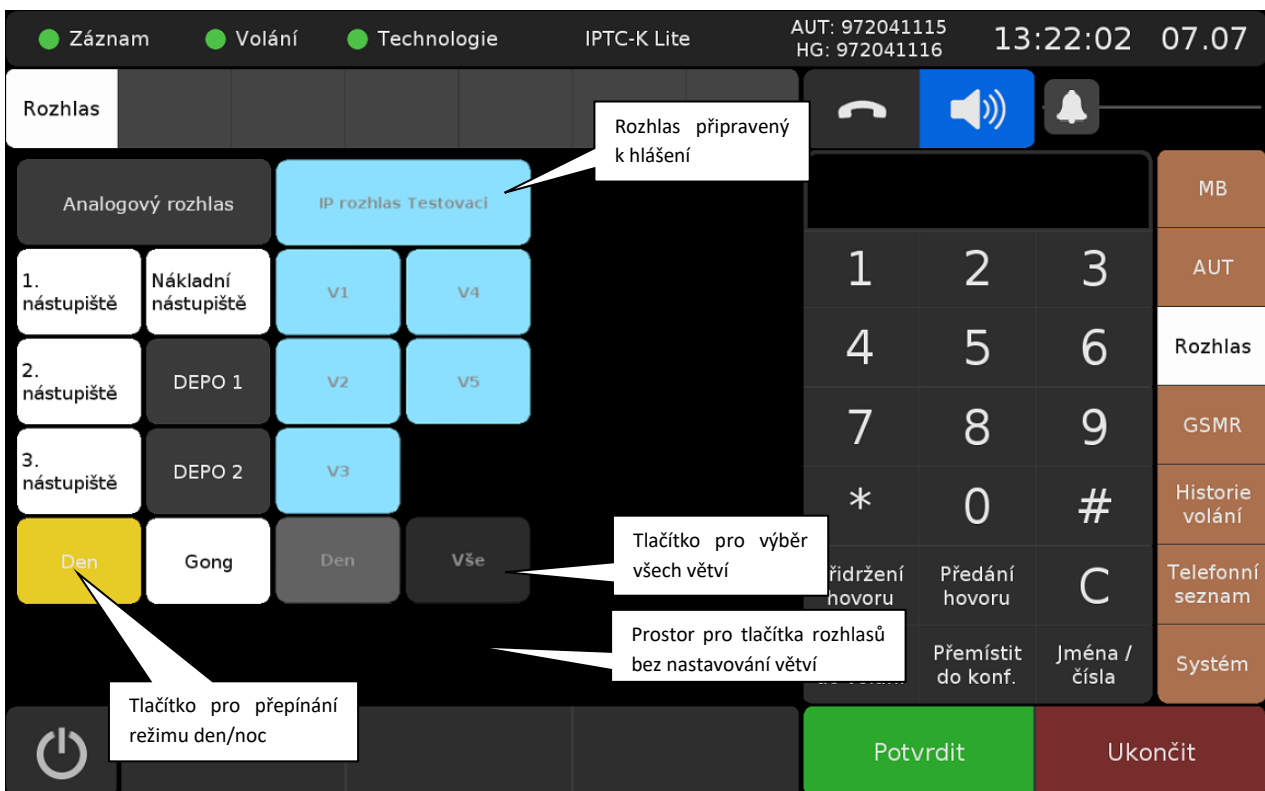 Záznam
Volání
Technologie
IPTC-K Lite
AUT: 972041115
HG: 972041116
13:22:02
07.07
Rozhlas
Rozhlas připravený
k hlášení
Analogový rozhlas
IP rozhlas Testovaci
1.
nástupiště
Nákladní
nástupiště
V1
V4
2.
nástupiště
DEPO 1
V2
V5
3.
nástupiště
DEPO 2
V3
Den
Gong
Den
Vše
Tlačítko pro výběr
všech větví
Prostor pro tlačítka rozhlasů
bez nastavování větví
Tlačítko pro přepínání
režimu den/noc
1
2
3
4
5
6
7
8
9
*
0
#
Předání
hovoru
C
hovoru
Přemístit
do konf.
Jména /
čísla
MB
AUT
Rozhlas
GSMR
Historie
volání
Telefonní
seznam
Systém
Potvrdit
Ukončit